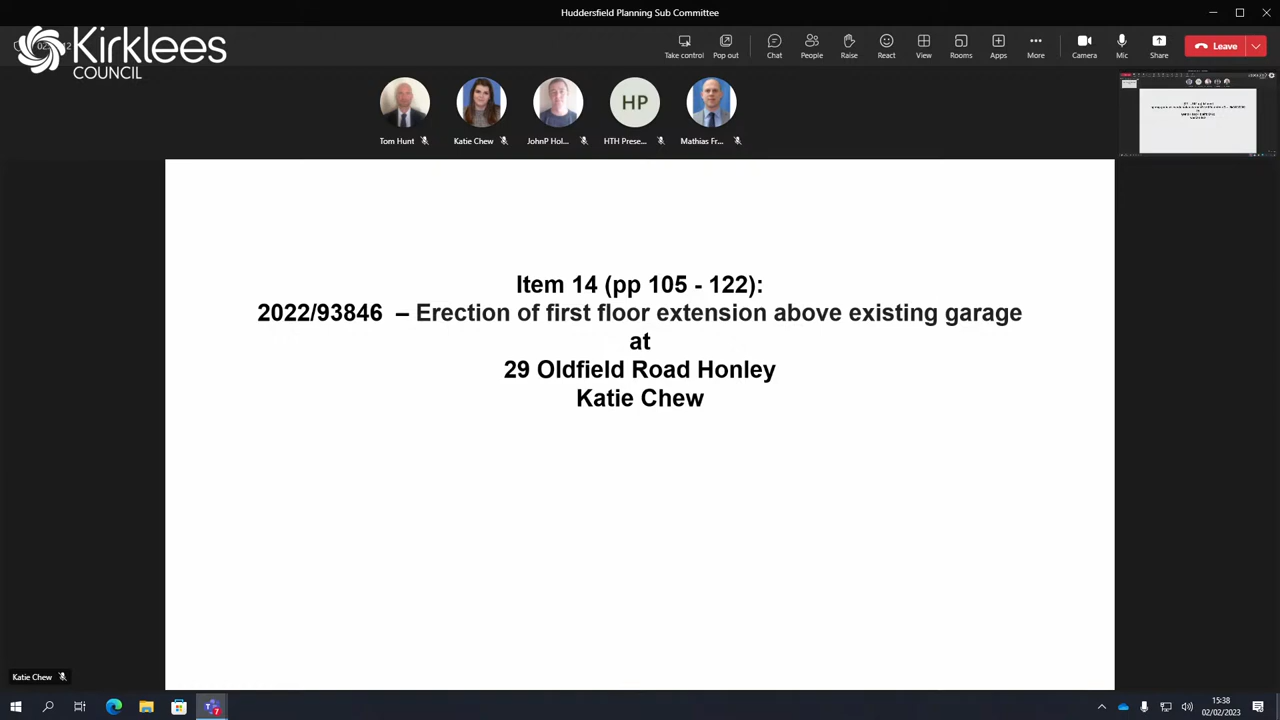 Huddersfield Planning Sub Committee
Kirklees
COUNCIL
Take control
Pop out
Chat
People
Raise
React
View
Rooms
Apps
More
Camera
Mic
Share
Leave
HP
Tom Hunt
Katie Chew
JohnP Hol...
HTH Prese...
Mathias Fr...
Item 14 (pp 105 - 122):
2022/93846 – Erection of first floor extension above existing garage
at
29 Oldfield Road Honley
Katie Chew
Katie Chew
7
15:38
02/02/2023